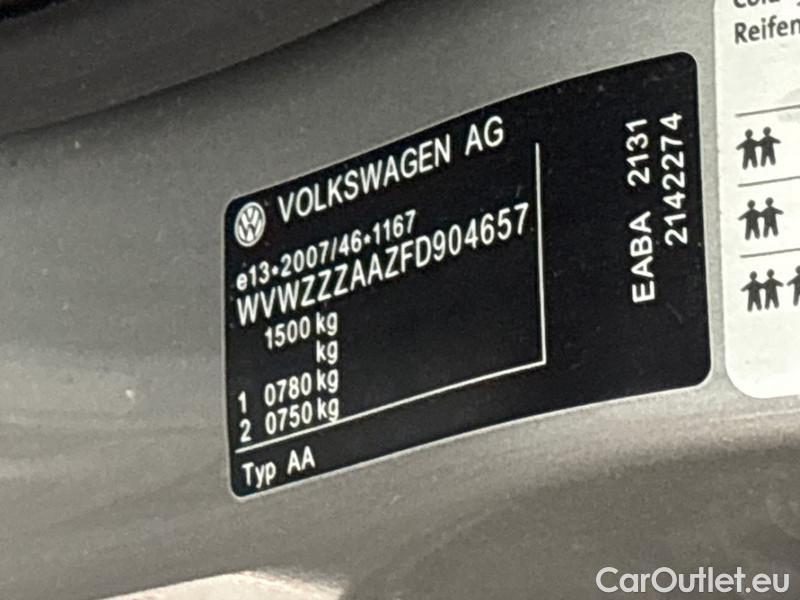 VOLKSWAGEN AG
e13*2007/46*1167
WVWZZZAAZFD904657
1500 kg
kg
1 0780 kg
2 0750 kg
Typ AA
EABA 2131
2142274
Reifen
CarOutlet.eu